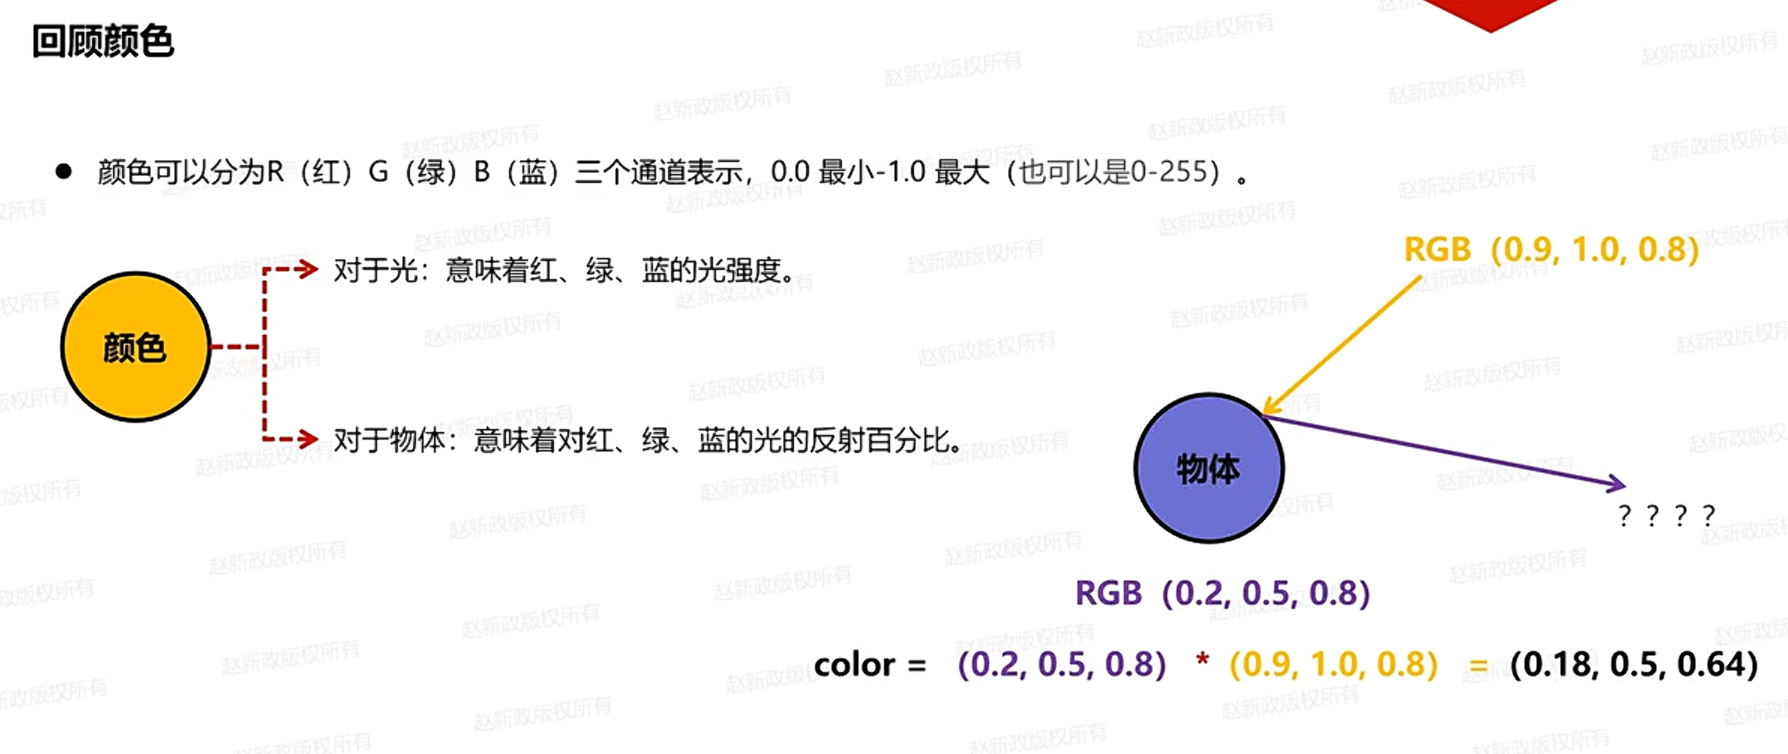 回顾颜色
● 颜色可以分为R（红）G（绿）B（蓝）三个通道表示，0.0 最小-1.0 最大（也可以是0-255）。
对于光：意味着红、绿、蓝的光强度。
RGB（0.9, 1.0, 0.8)
颜色
对于物体：意味着对红、绿、蓝的光的反射百分比。
物体
？？？？
RGB（0.2, 0.5, 0.8)
color = （0.2, 0.5, 0.8) * （0.9, 1.0, 0.8) = (0.18, 0.5, 0.64)
赵新政版权所有